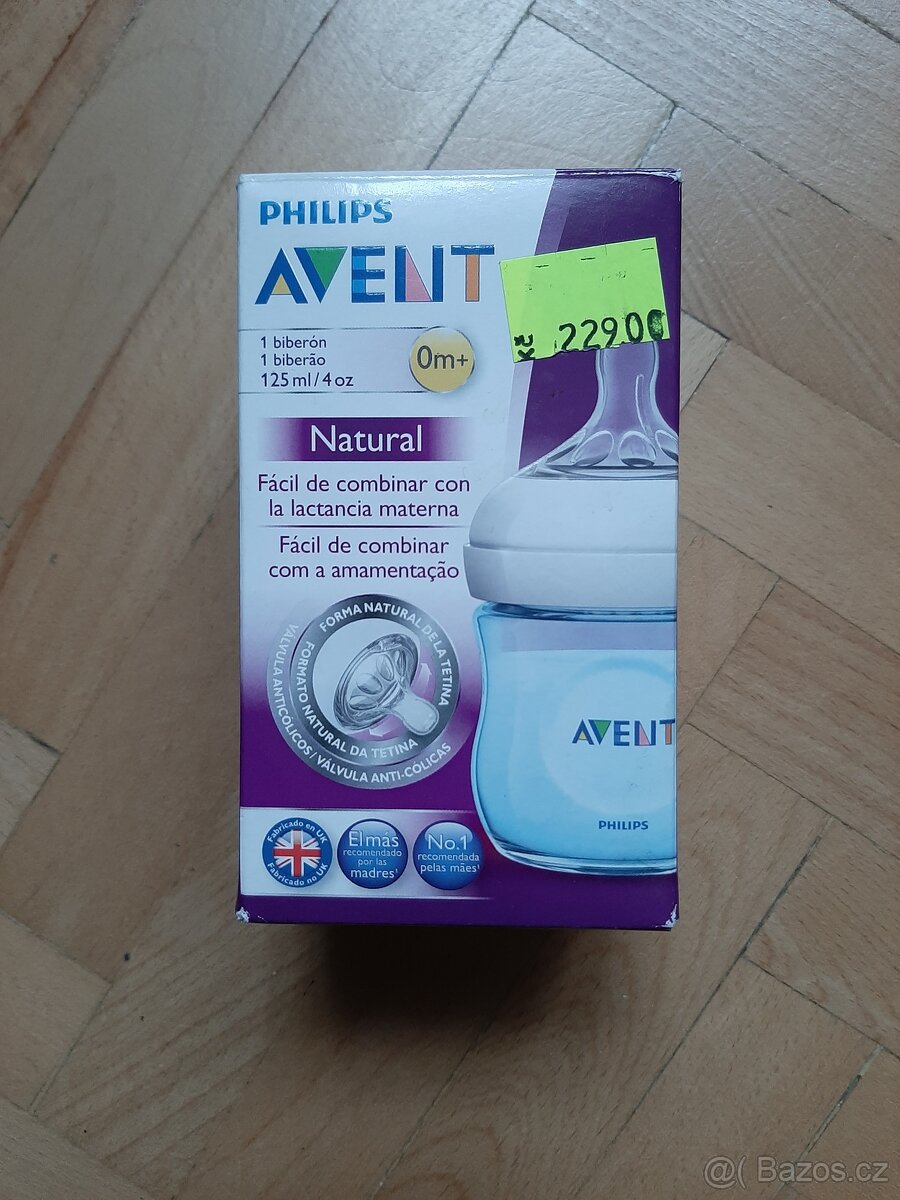 PHILIPS
AVENT
1 biberón
1 biberão
125 ml / 4 oz
0m+
Kč 229.00
Natural
Fácil de combinar con
la lactancia materna
Fácil de combinar
com a amamentação
FORMA NATURAL DE LA TETINA
FORMATO NATURAL DA TETINA
VÁLVULA ANTICÓLICOS / VÁLVULA ANTI-CÓLICAS
AVENT
PHILIPS
Fabricado en UK
Fabricado no UK
El más
recomendado
por las
madres¹
No.1
recomendada
pelas mães¹
@( Bazos.cz